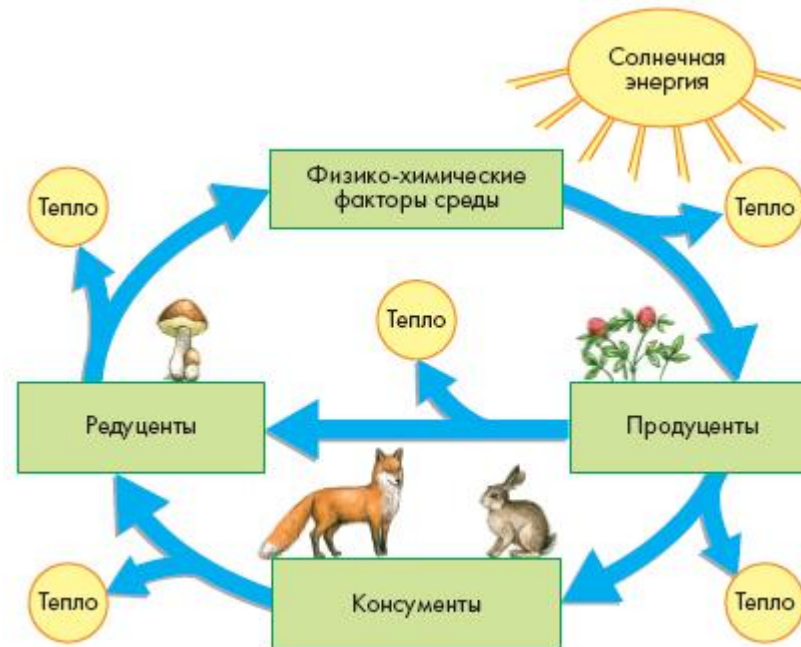 Солнечная
энергия
Физико-химические
факторы среды
Тепло
Тепло
Тепло
Редуценты
Продуценты
Тепло
Консументы
Тепло